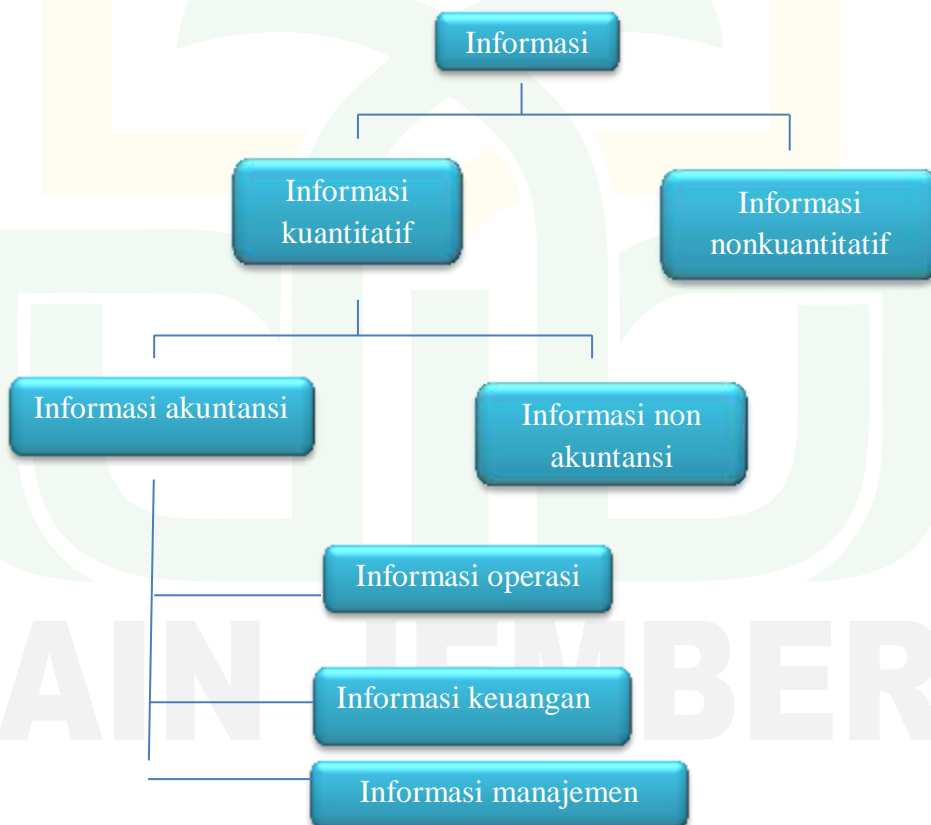 Informasi
Informasi
kuantitatif
Informasi
nonkuantitatif
Informasi akuntansi
Informasi non
akuntansi
Informasi operasi
Informasi keuangan
Informasi manajemen
AIN JEMBER